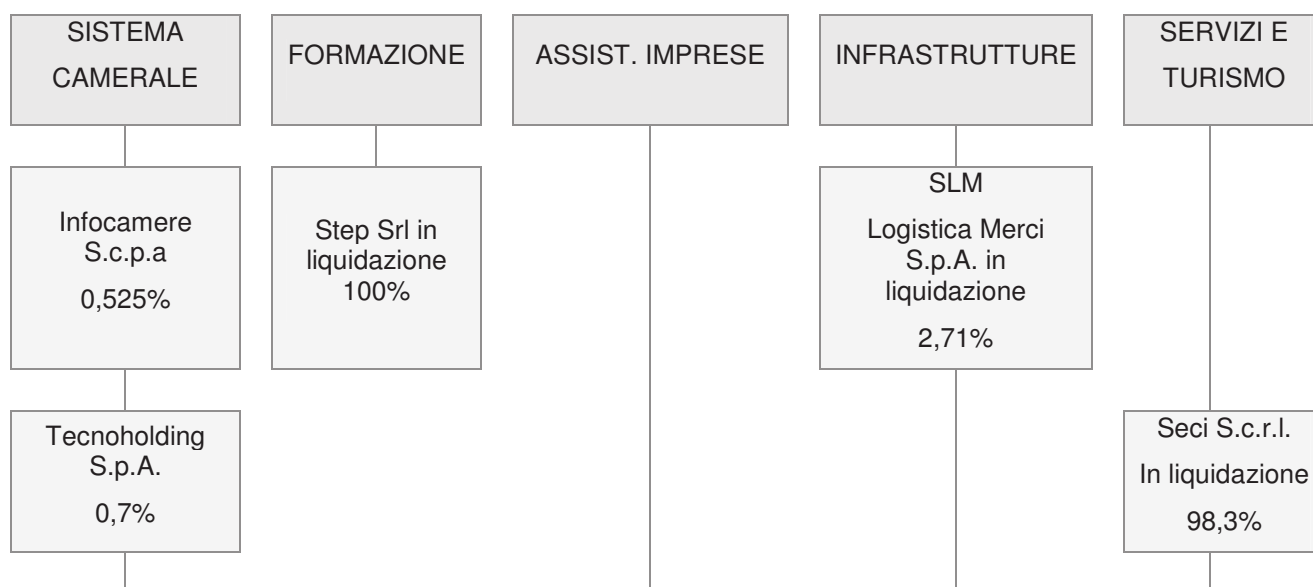 SISTEMA
CAMERALE
FORMAZIONE
ASSIST. IMPRESE
INFRASTRUTTURE
SERVIZI E
TURISMO
Infocamere
S.c.p.a
0,525%
Step Srl in
liquidazione
100%
SLM
Logistica Merci
S.p.A. in
liquidazione
2,71%
Tecnoholding
S.p.A.
0,7%
Seci S.c.r.l.
In liquidazione
98,3%